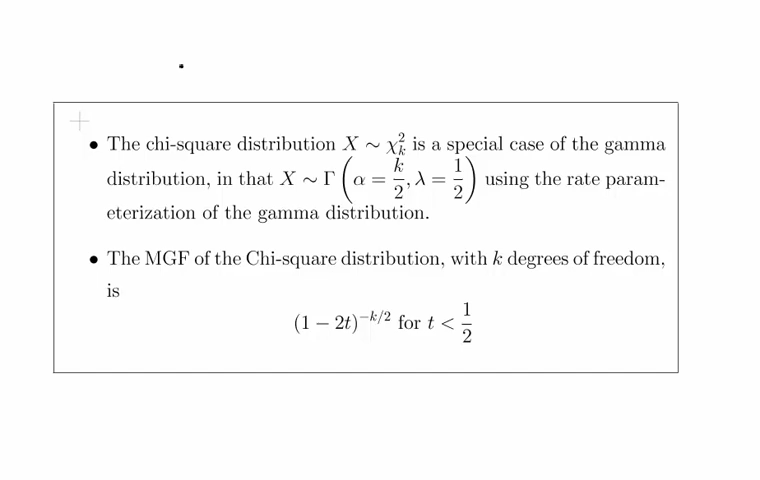 • The chi-square distribution X ∼ χ²ₖ is a special case of the gamma
distribution, in that X ∼ Γ(α = k/2, λ = 1/2) using the rate param-
eterization of the gamma distribution.
• The MGF of the Chi-square distribution, with k degrees of freedom,
is
(1 − 2t)^{−k/2} for t < 1/2